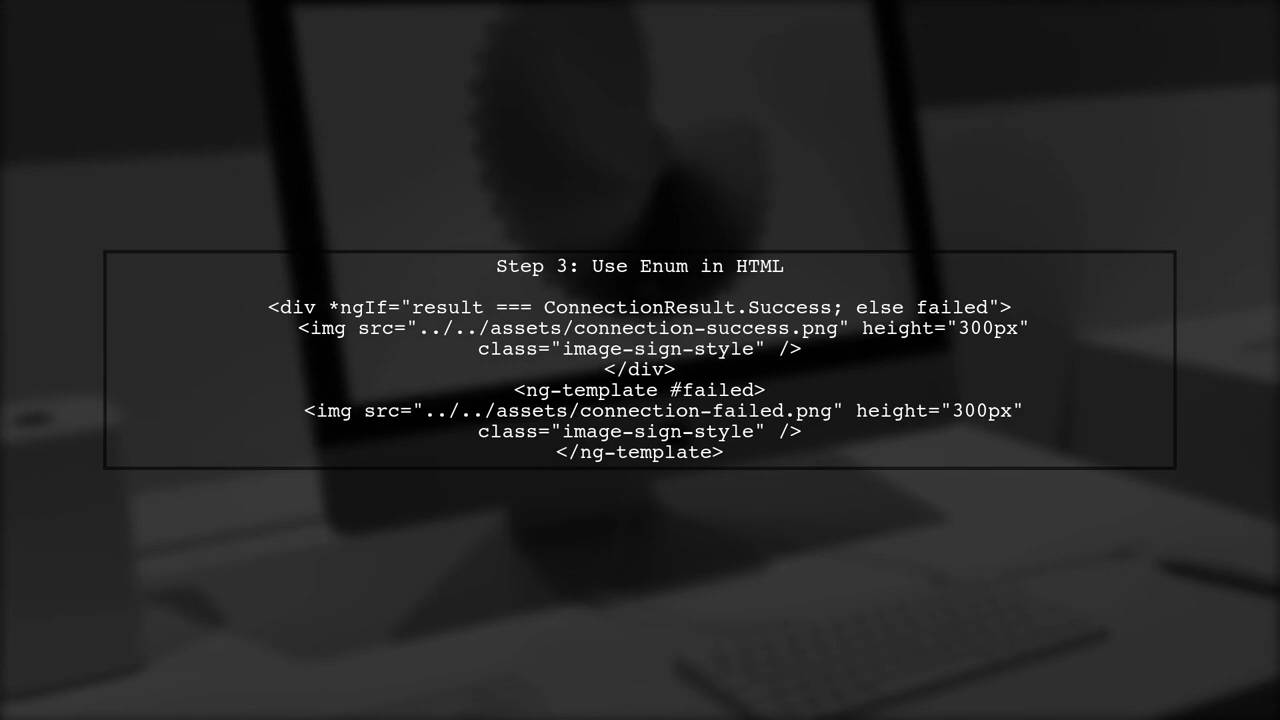 Step 3: Use Enum in HTML
<div *ngIf="result === ConnectionResult.Success; else failed">
<img src="../../assets/connection-success.png" height="300px"
class="image-sign-style" />
</div>
<ng-template #failed>
<img src="../../assets/connection-failed.png" height="300px"
class="image-sign-style" />
</ng-template>